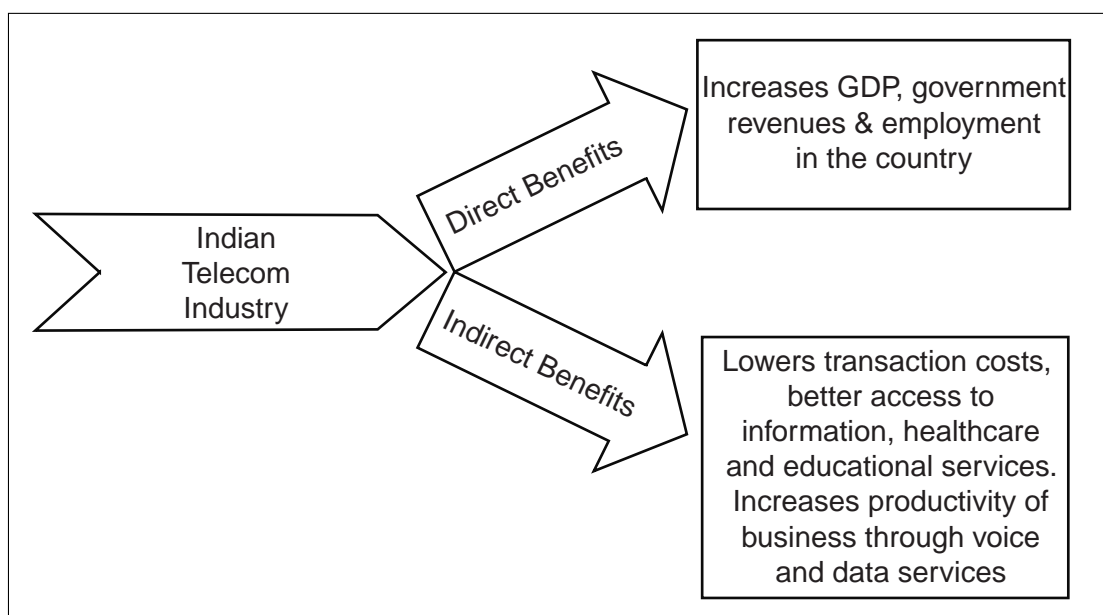 Indian
Telecom
Industry
Direct Benefits
Increases GDP, government
revenues & employment
in the country
Indirect Benefits
Lowers transaction costs,
better access to
information, healthcare
and educational services.
Increases productivity of
business through voice
and data services